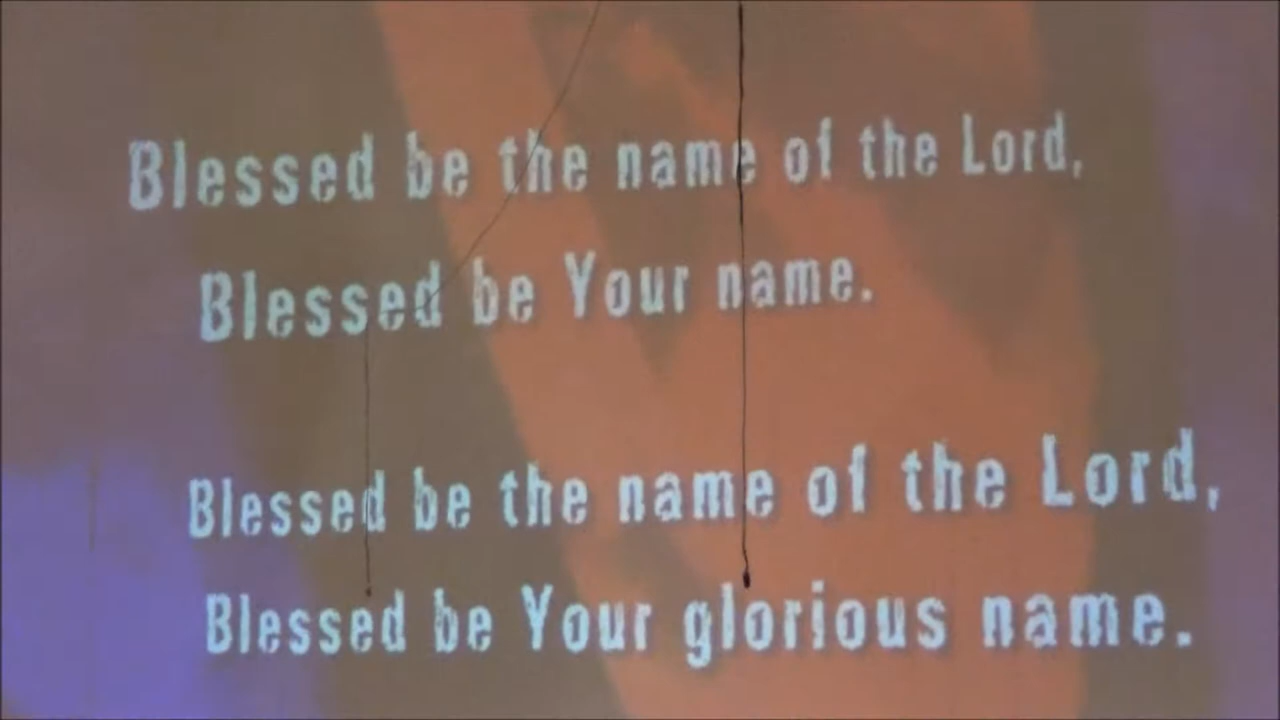 Blessed be the name of the Lord,
Blessed be Your name.
Blessed be the name of the Lord,
Blessed be Your glorious name.